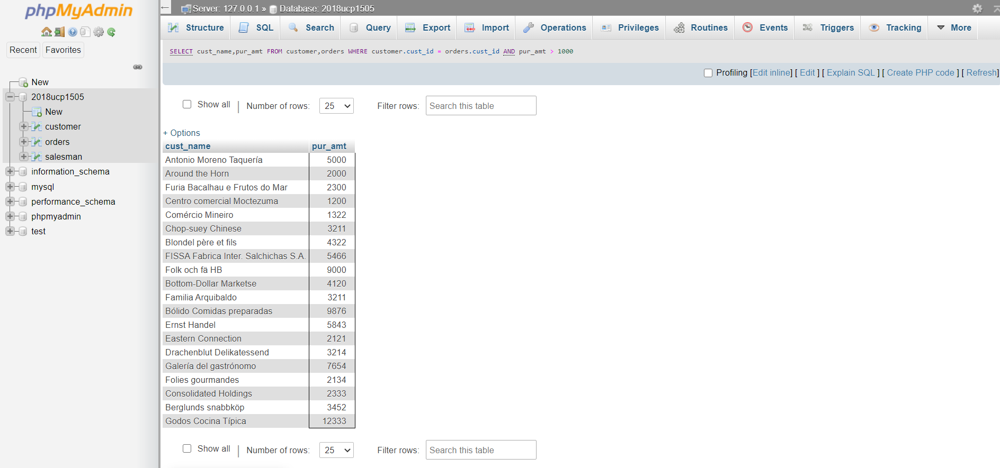 phpMyAdmin
Recent Favorites
New
2018ucp1505
New
customer
orders
salesman
information_schema
mysql
performance_schema
phpmyadmin
test
← Server: 127.0.0.1 » Database: 2018ucp1505
Structure SQL Search Query Export Import Operations Privileges Routines Events Triggers Tracking More
SELECT cust_name,pur_amt FROM customer,orders WHERE customer.cust_id = orders.cust_id AND pur_amt > 1000
Profiling [Edit inline] [ Edit ] [ Explain SQL ] [ Create PHP code ] [ Refresh]
Show all | Number of rows: 25 Filter rows: Search this table
+ Options
cust_name pur_amt
Antonio Moreno Taquería 5000
Around the Horn 2000
Furia Bacalhau e Frutos do Mar 2300
Centro comercial Moctezuma 1200
Comércio Mineiro 1322
Chop-suey Chinese 3211
Blondel père et fils 4322
FISSA Fabrica Inter. Salchichas S.A. 5466
Folk och fä HB 9000
Bottom-Dollar Marketse 4120
Familia Arquibaldo 3211
Bólido Comidas preparadas 9876
Ernst Handel 5843
Eastern Connection 2121
Drachenblut Delikatessend 3214
Galería del gastrónomo 7654
Folies gourmandes 2134
Consolidated Holdings 2333
Berglunds snabbköp 3452
Godos Cocina Típica 12333
Show all | Number of rows: 25 Filter rows: Search this table